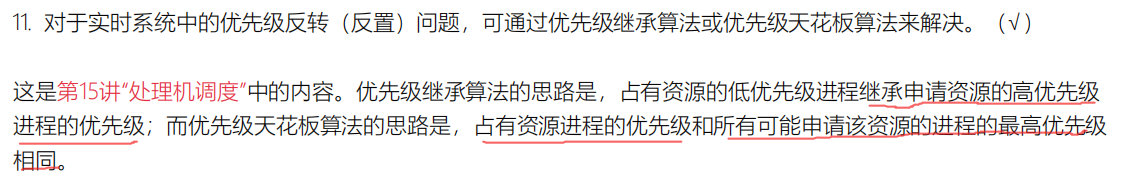 11. 对于实时系统中的优先级反转（反置）问题，可通过优先级继承算法或优先级天花板算法来解决。（√）
这是第15讲“处理机调度”中的内容。优先级继承算法的思路是，占有资源的低优先级进程继承申请资源的高优先级
进程的优先级；而优先级天花板算法的思路是，占有资源进程的优先级和所有可能申请该资源的进程的最高优先级
相同。